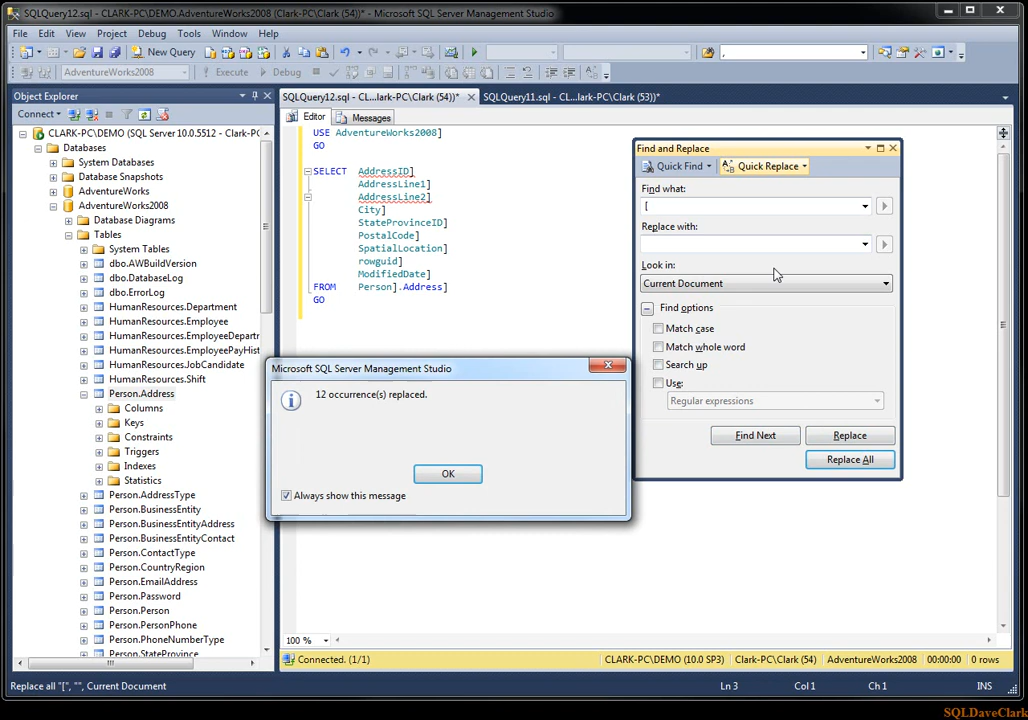 SQLQuery12.sql - CLARK-PC\DEMO.AdventureWorks2008 (Clark-PC\Clark (54))* - Microsoft SQL Server Management Studio
File Edit View Project Debug Tools Window Help
New Query
,
AdventureWorks2008
Execute
Debug
Object Explorer
SQLQuery12.sql - CL...lark-PC\Clark (54))*
SQLQuery11.sql - CL...lark-PC\Clark (53))*
Connect
Editor
Messages
CLARK-PC\DEMO (SQL Server 10.0.5512 - Clark-PC
Databases
System Databases
Database Snapshots
AdventureWorks
AdventureWorks2008
Database Diagrams
Tables
System Tables
dbo.AWBuildVersion
dbo.DatabaseLog
dbo.ErrorLog
HumanResources.Department
HumanResources.Employee
HumanResources.EmployeeDepartr
HumanResources.EmployeePayHist
HumanResources.JobCandidate
HumanResources.Shift
Person.Address
Columns
Keys
Constraints
Triggers
Indexes
Statistics
Person.AddressType
Person.BusinessEntity
Person.BusinessEntityAddress
Person.BusinessEntityContact
Person.ContactType
Person.CountryRegion
Person.EmailAddress
Person.Password
Person.Person
Person.PersonPhone
Person.PhoneNumberType
Person.StateProvince
USE AdventureWorks2008]
GO
SELECT AddressID]
AddressLine1]
AddressLine2]
City]
StateProvinceID]
PostalCode]
SpatialLocation]
rowguid]
ModifiedDate]
FROM Person].Address]
GO
Find and Replace
Quick Find
Quick Replace
Find what:
[
Replace with:
Look in:
Current Document
Find options
Match case
Match whole word
Search up
Use:
Regular expressions
Find Next
Replace
Replace All
Microsoft SQL Server Management Studio
12 occurrence(s) replaced.
OK
Always show this message
100 %
Connected. (1/1)
CLARK-PC\DEMO (10.0 SP3)
Clark-PC\Clark (54)
AdventureWorks2008
00:00:00
0 rows
Replace all "[", "", Current Document
Ln 3
Col 1
Ch 1
INS
SQLDaveClark